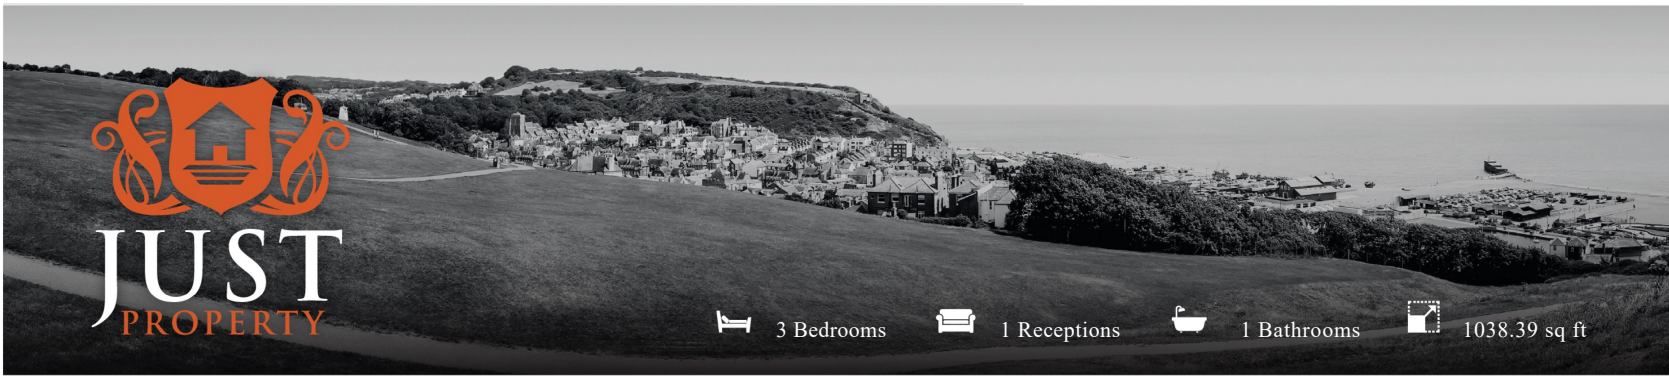 JUST
PROPERTY
3 Bedrooms
1 Receptions
1 Bathrooms
1038.39 sq ft